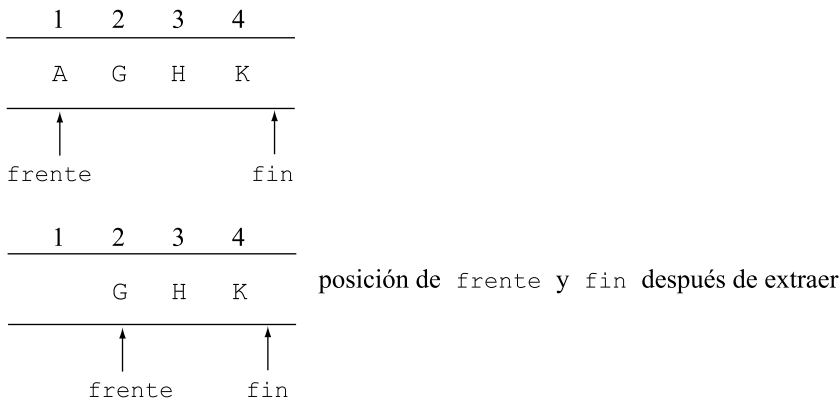 1 2 3 4
A G H K
frente fin
1 2 3 4
G H K posición de frente y fin después de extraer
frente fin